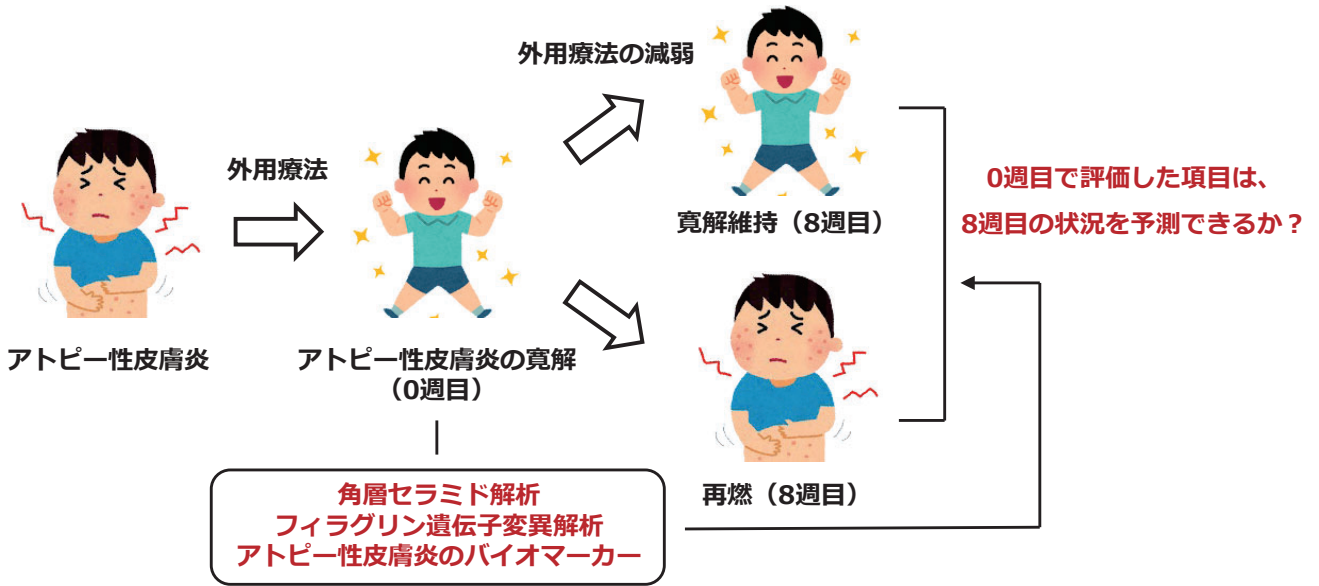 外用療法の減弱
外用療法
寛解維持（8週目）
0週目で評価した項目は、
8週目の状況を予測できるか？
アトピー性皮膚炎
アトピー性皮膚炎の寛解
（0週目）
再燃（8週目）
角層セラミド解析
フィラグリン遺伝子変異解析
アトピー性皮膚炎のバイオマーカー